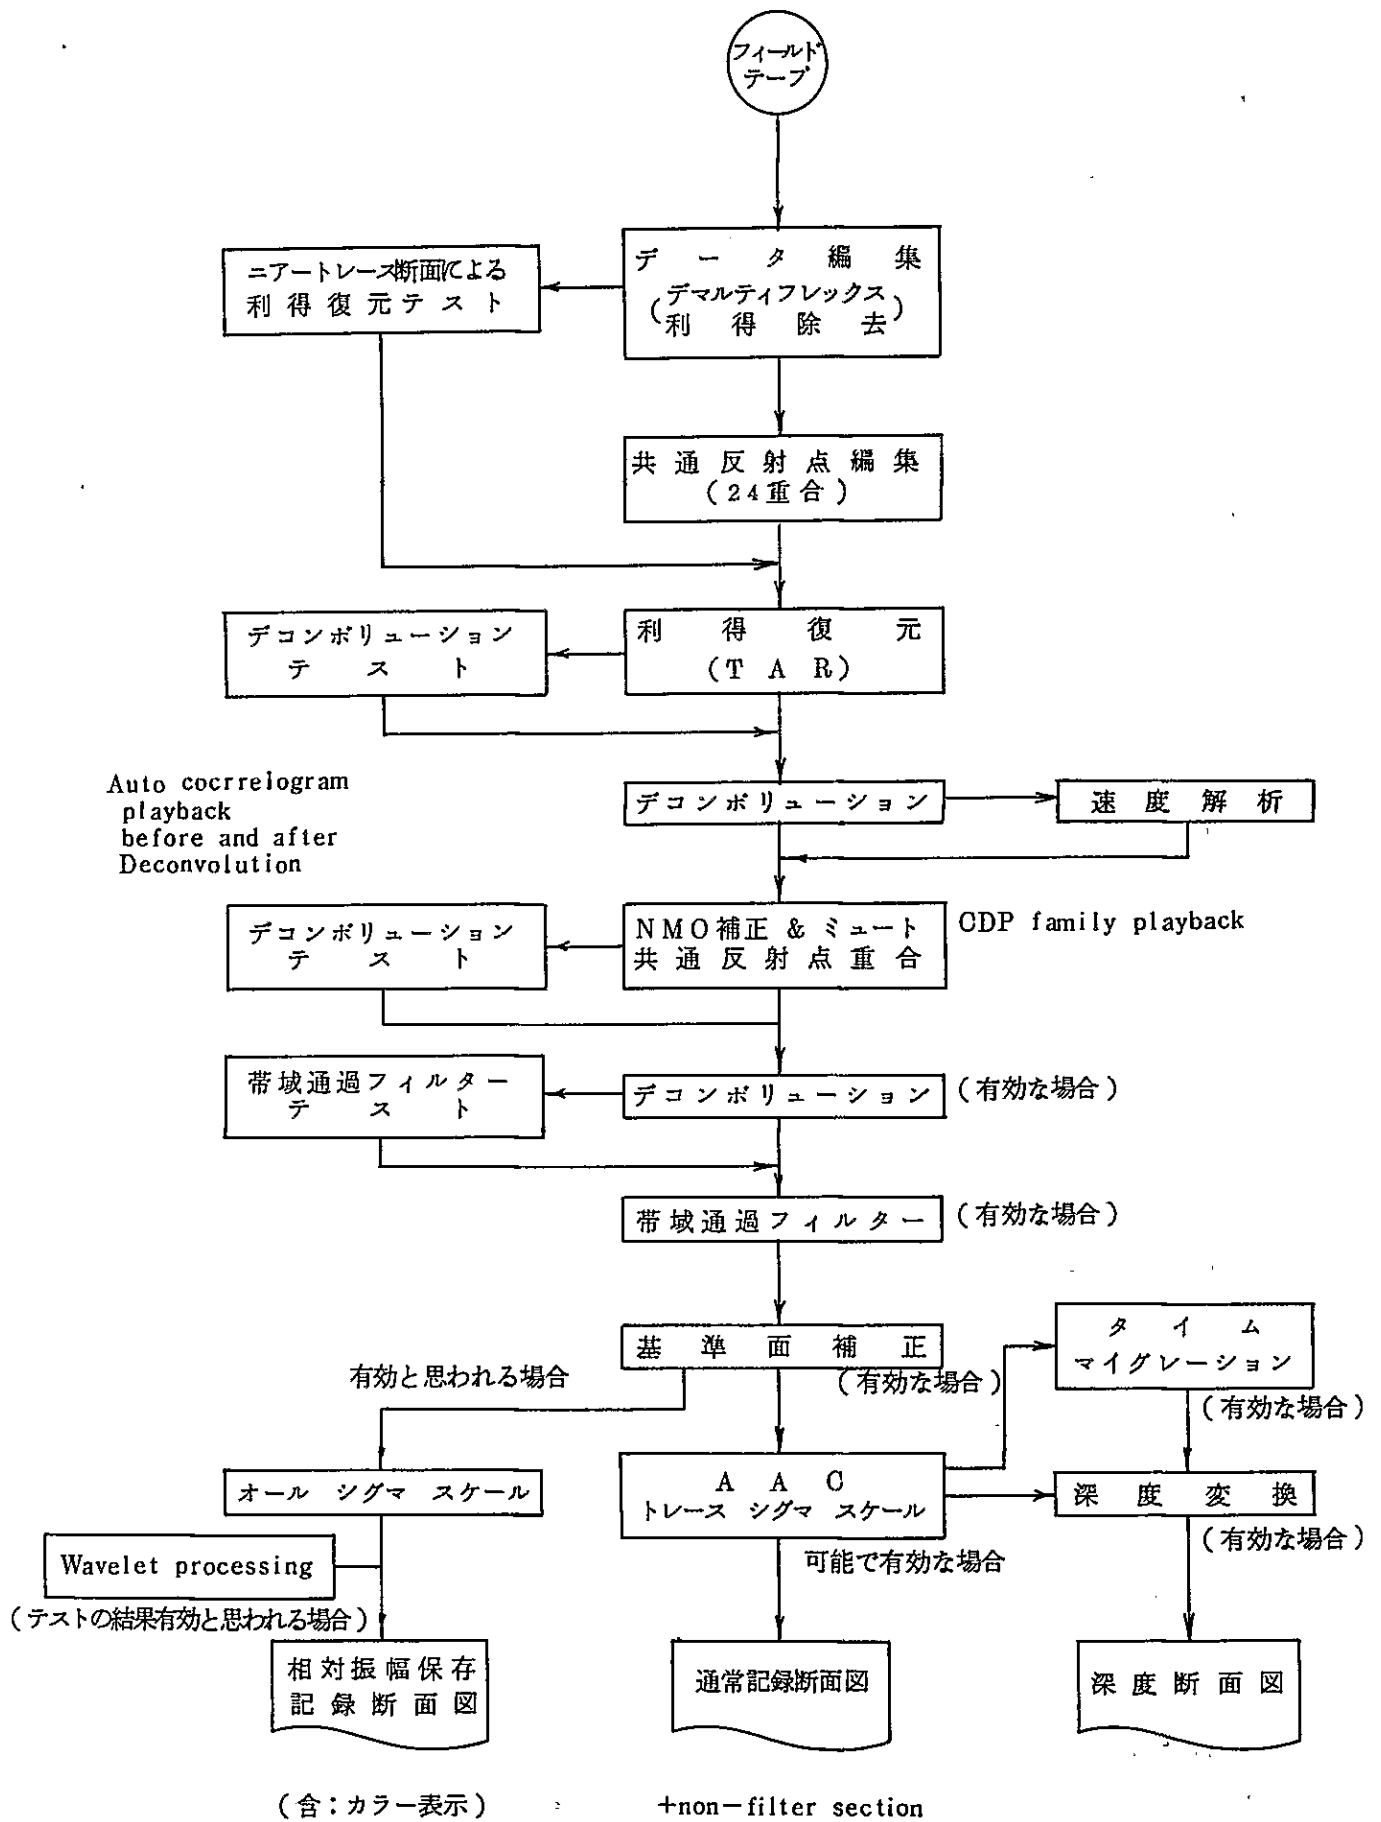 フィールド
テープ
データ編集
(デマルティフレックス
利得除去)
ニアートレース断面による
利得復元テスト
共通反射点編集
(24重合)
利得復元
(TAR)
デコンボリューション
テスト
Auto cocrrelogram
playback
before and after
Deconvolution
デコンボリューション
速度解析
NMO補正 & ミュート
共通反射点重合
CDP family playback
デコンボリューション
テスト
デコンボリューション
(有効な場合)
帯域通過フィルター
テスト
帯域通過フィルター
(有効な場合)
基準面補正
(有効な場合)
有効と思われる場合
タイム
マイグレーション
(有効な場合)
オール シグマ スケール
AAC
トレース シグマ スケール
可能で有効な場合
深度変換
(有効な場合)
Wavelet processing
(テストの結果有効と思われる場合)
相対振幅保存
記録断面図
通常記録断面図
深度断面図
(含:カラー表示)
+non-filter section